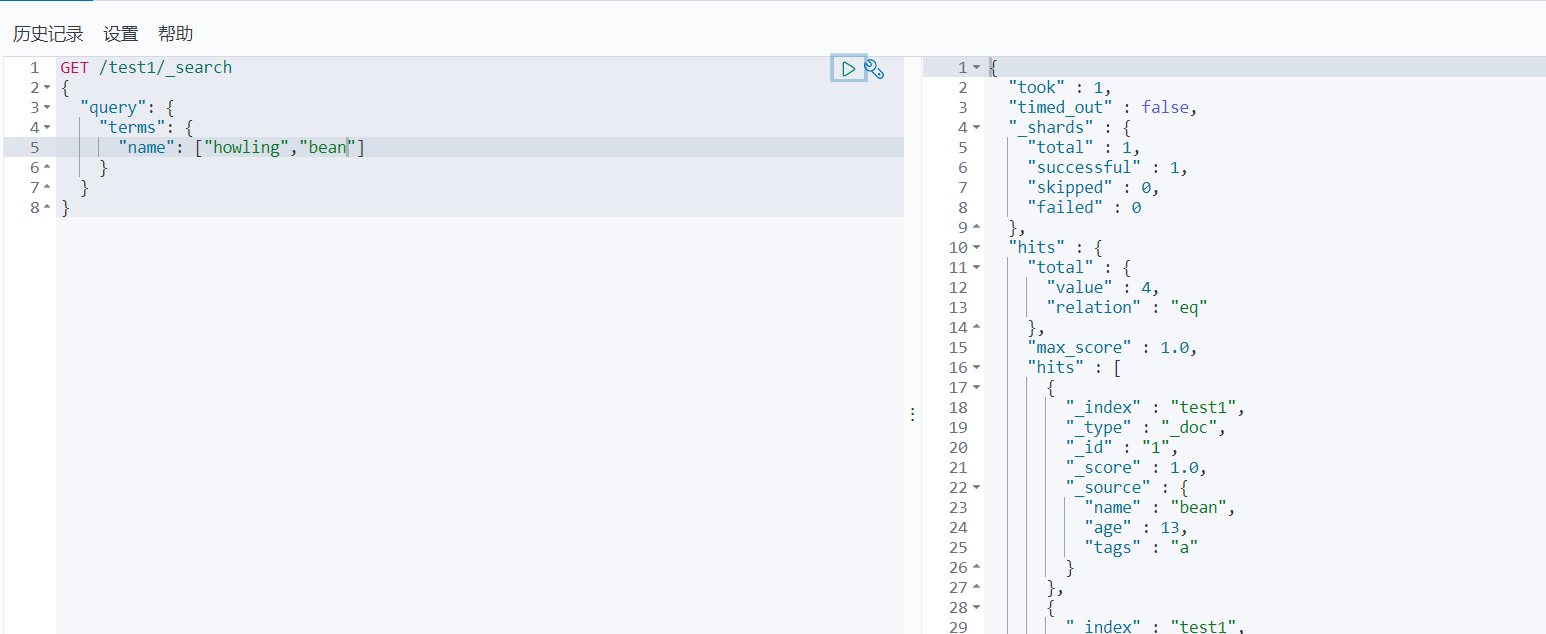 历史记录 设置 帮助
1 GET /test1/_search
2 {
3 "query": {
4 "terms": {
5 "name": ["howling","bean"]
6 }
7 }
8 }
1 {
2 "took" : 1,
3 "timed_out" : false,
4 "_shards" : {
5 "total" : 1,
6 "successful" : 1,
7 "skipped" : 0,
8 "failed" : 0
9 },
10 "hits" : {
11 "total" : {
12 "value" : 4,
13 "relation" : "eq"
14 },
15 "max_score" : 1.0,
16 "hits" : [
17 {
18 "_index" : "test1",
19 "_type" : "_doc",
20 "_id" : "1",
21 "_score" : 1.0,
22 "_source" : {
23 "name" : "bean",
24 "age" : 13,
25 "tags" : "a"
26 }
27 },
28 {
29 "_index" : "test1",